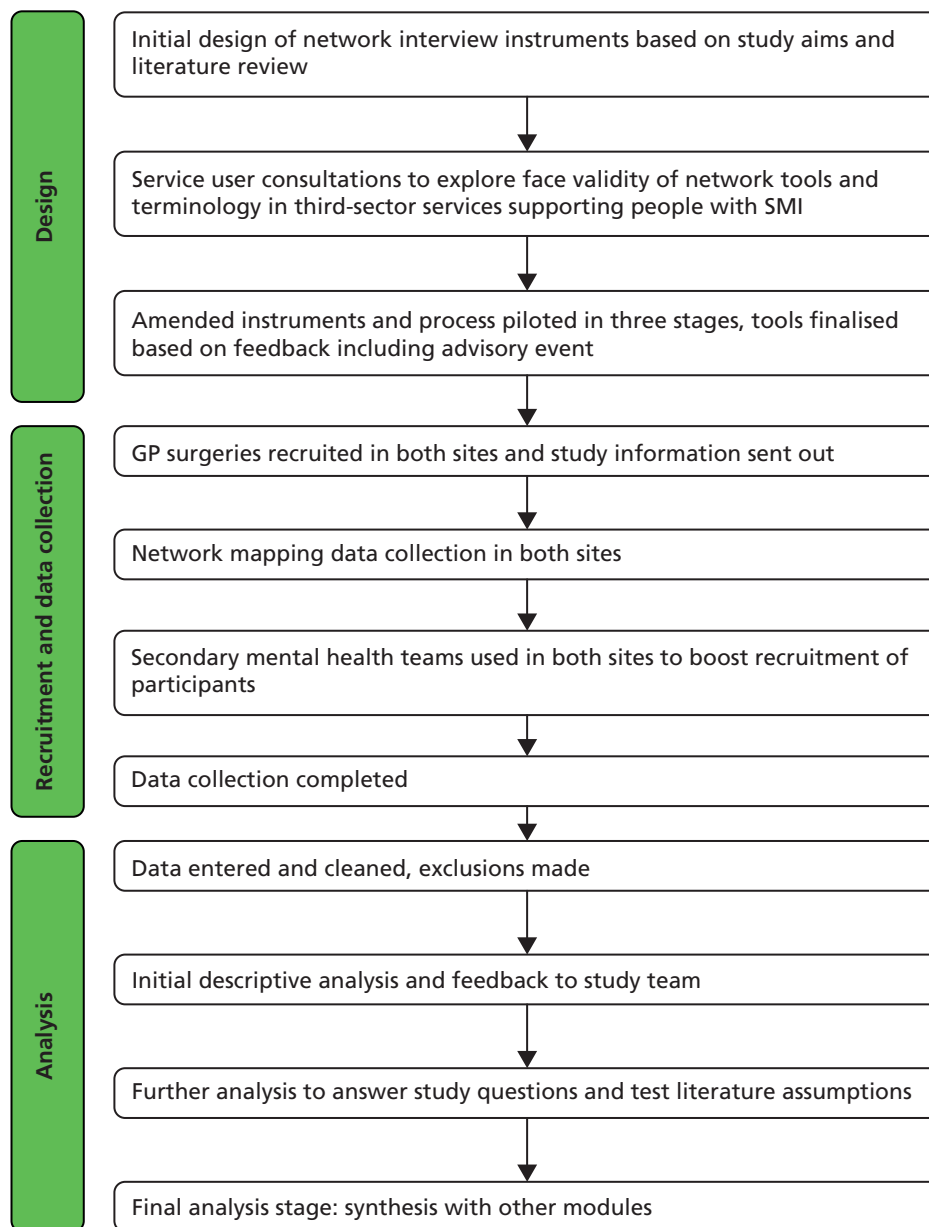 Design
Initial design of network interview instruments based on study aims and
literature review
Service user consultations to explore face validity of network tools and
terminology in third-sector services supporting people with SMI
Amended instruments and process piloted in three stages, tools finalised
based on feedback including advisory event
Recruitment and data collection
GP surgeries recruited in both sites and study information sent out
Network mapping data collection in both sites
Secondary mental health teams used in both sites to boost recruitment of
participants
Data collection completed
Analysis
Data entered and cleaned, exclusions made
Initial descriptive analysis and feedback to study team
Further analysis to answer study questions and test literature assumptions
Final analysis stage: synthesis with other modules